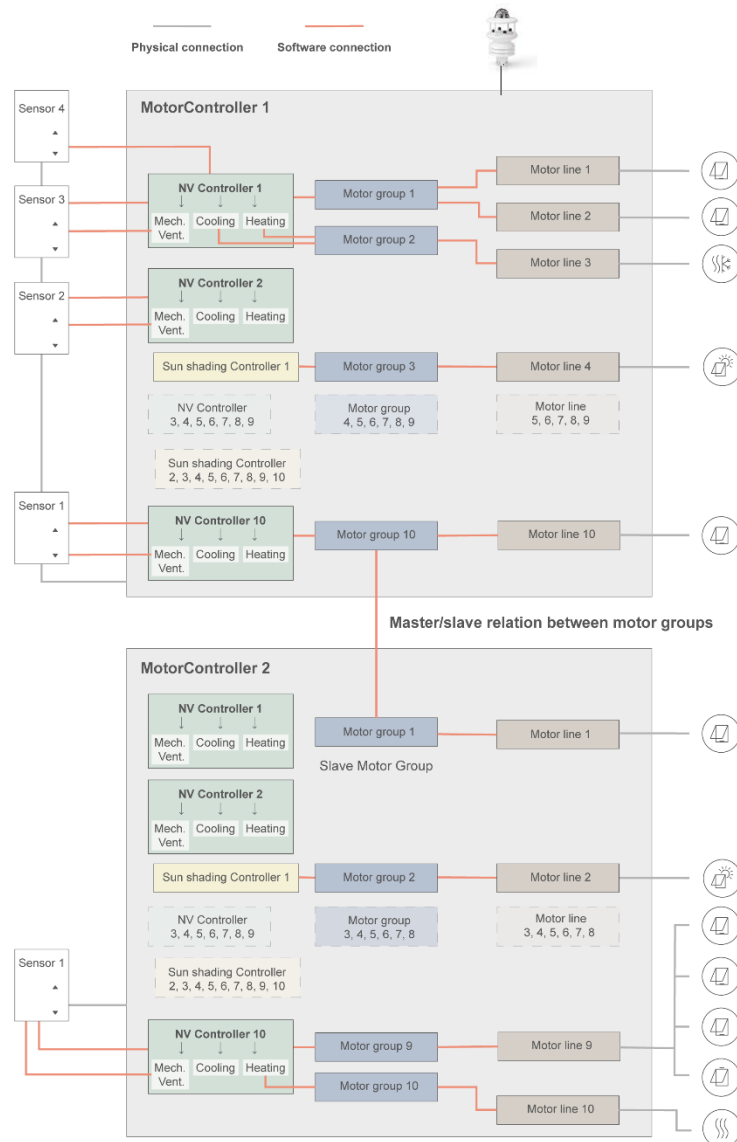 Physical connection
Software connection
Sensor 4
MotorController 1
Sensor 3
NV Controller 1
Mech. Cooling Heating
Vent.
Motor group 1
Motor group 2
Motor line 1
Motor line 2
Motor line 3
Sensor 2
NV Controller 2
Mech. Cooling Heating
Vent.
Sun shading Controller 1
Motor group 3
Motor line 4
NV Controller
3, 4, 5, 6, 7, 8, 9
Motor group
4, 5, 6, 7, 8, 9
Motor line
5, 6, 7, 8, 9
Sun shading Controller
2, 3, 4, 5, 6, 7, 8, 9, 10
Sensor 1
NV Controller 10
Mech. Cooling Heating
Vent.
Motor group 10
Motor line 10
Master/slave relation between motor groups
MotorController 2
NV Controller 1
Mech. Cooling Heating
Vent.
Motor group 1
Slave Motor Group
Motor line 1
NV Controller 2
Mech. Cooling Heating
Vent.
Sun shading Controller 1
Motor group 2
Motor line 2
NV Controller
3, 4, 5, 6, 7, 8, 9
Motor group
3, 4, 5, 6, 7, 8
Motor line
3, 4, 5, 6, 7, 8
Sun shading Controller
2, 3, 4, 5, 6, 7, 8, 9, 10
Sensor 1
NV Controller 10
Mech. Cooling Heating
Vent.
Motor group 9
Motor group 10
Motor line 9
Motor line 10